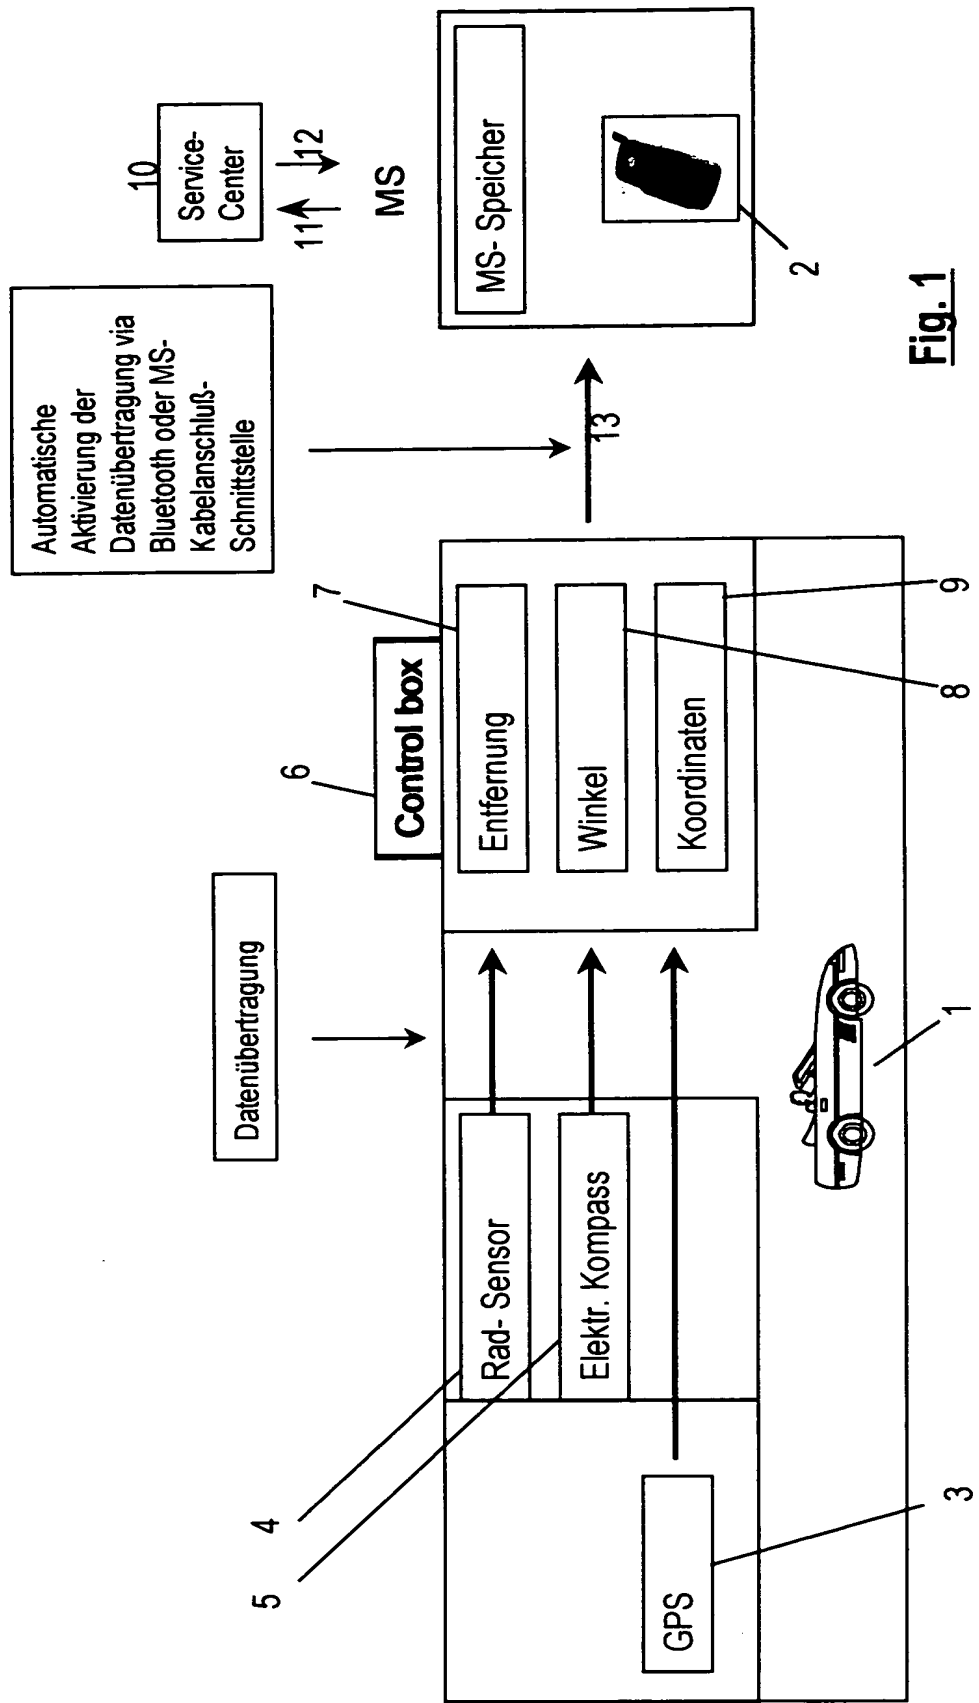 Datenübertragung
Automatische
Aktivierung der
Datenübertragung via
Bluetooth oder MS-
Kabelanschluß-
Schnittstelle
10
Service-
Center
11
12
MS
4
5
6
Control box
7
Rad- Sensor
Elektr. Kompass
GPS
Entfernung
Winkel
Koordinaten
13
MS- Speicher
2
3
1
8
9
Fig. 1